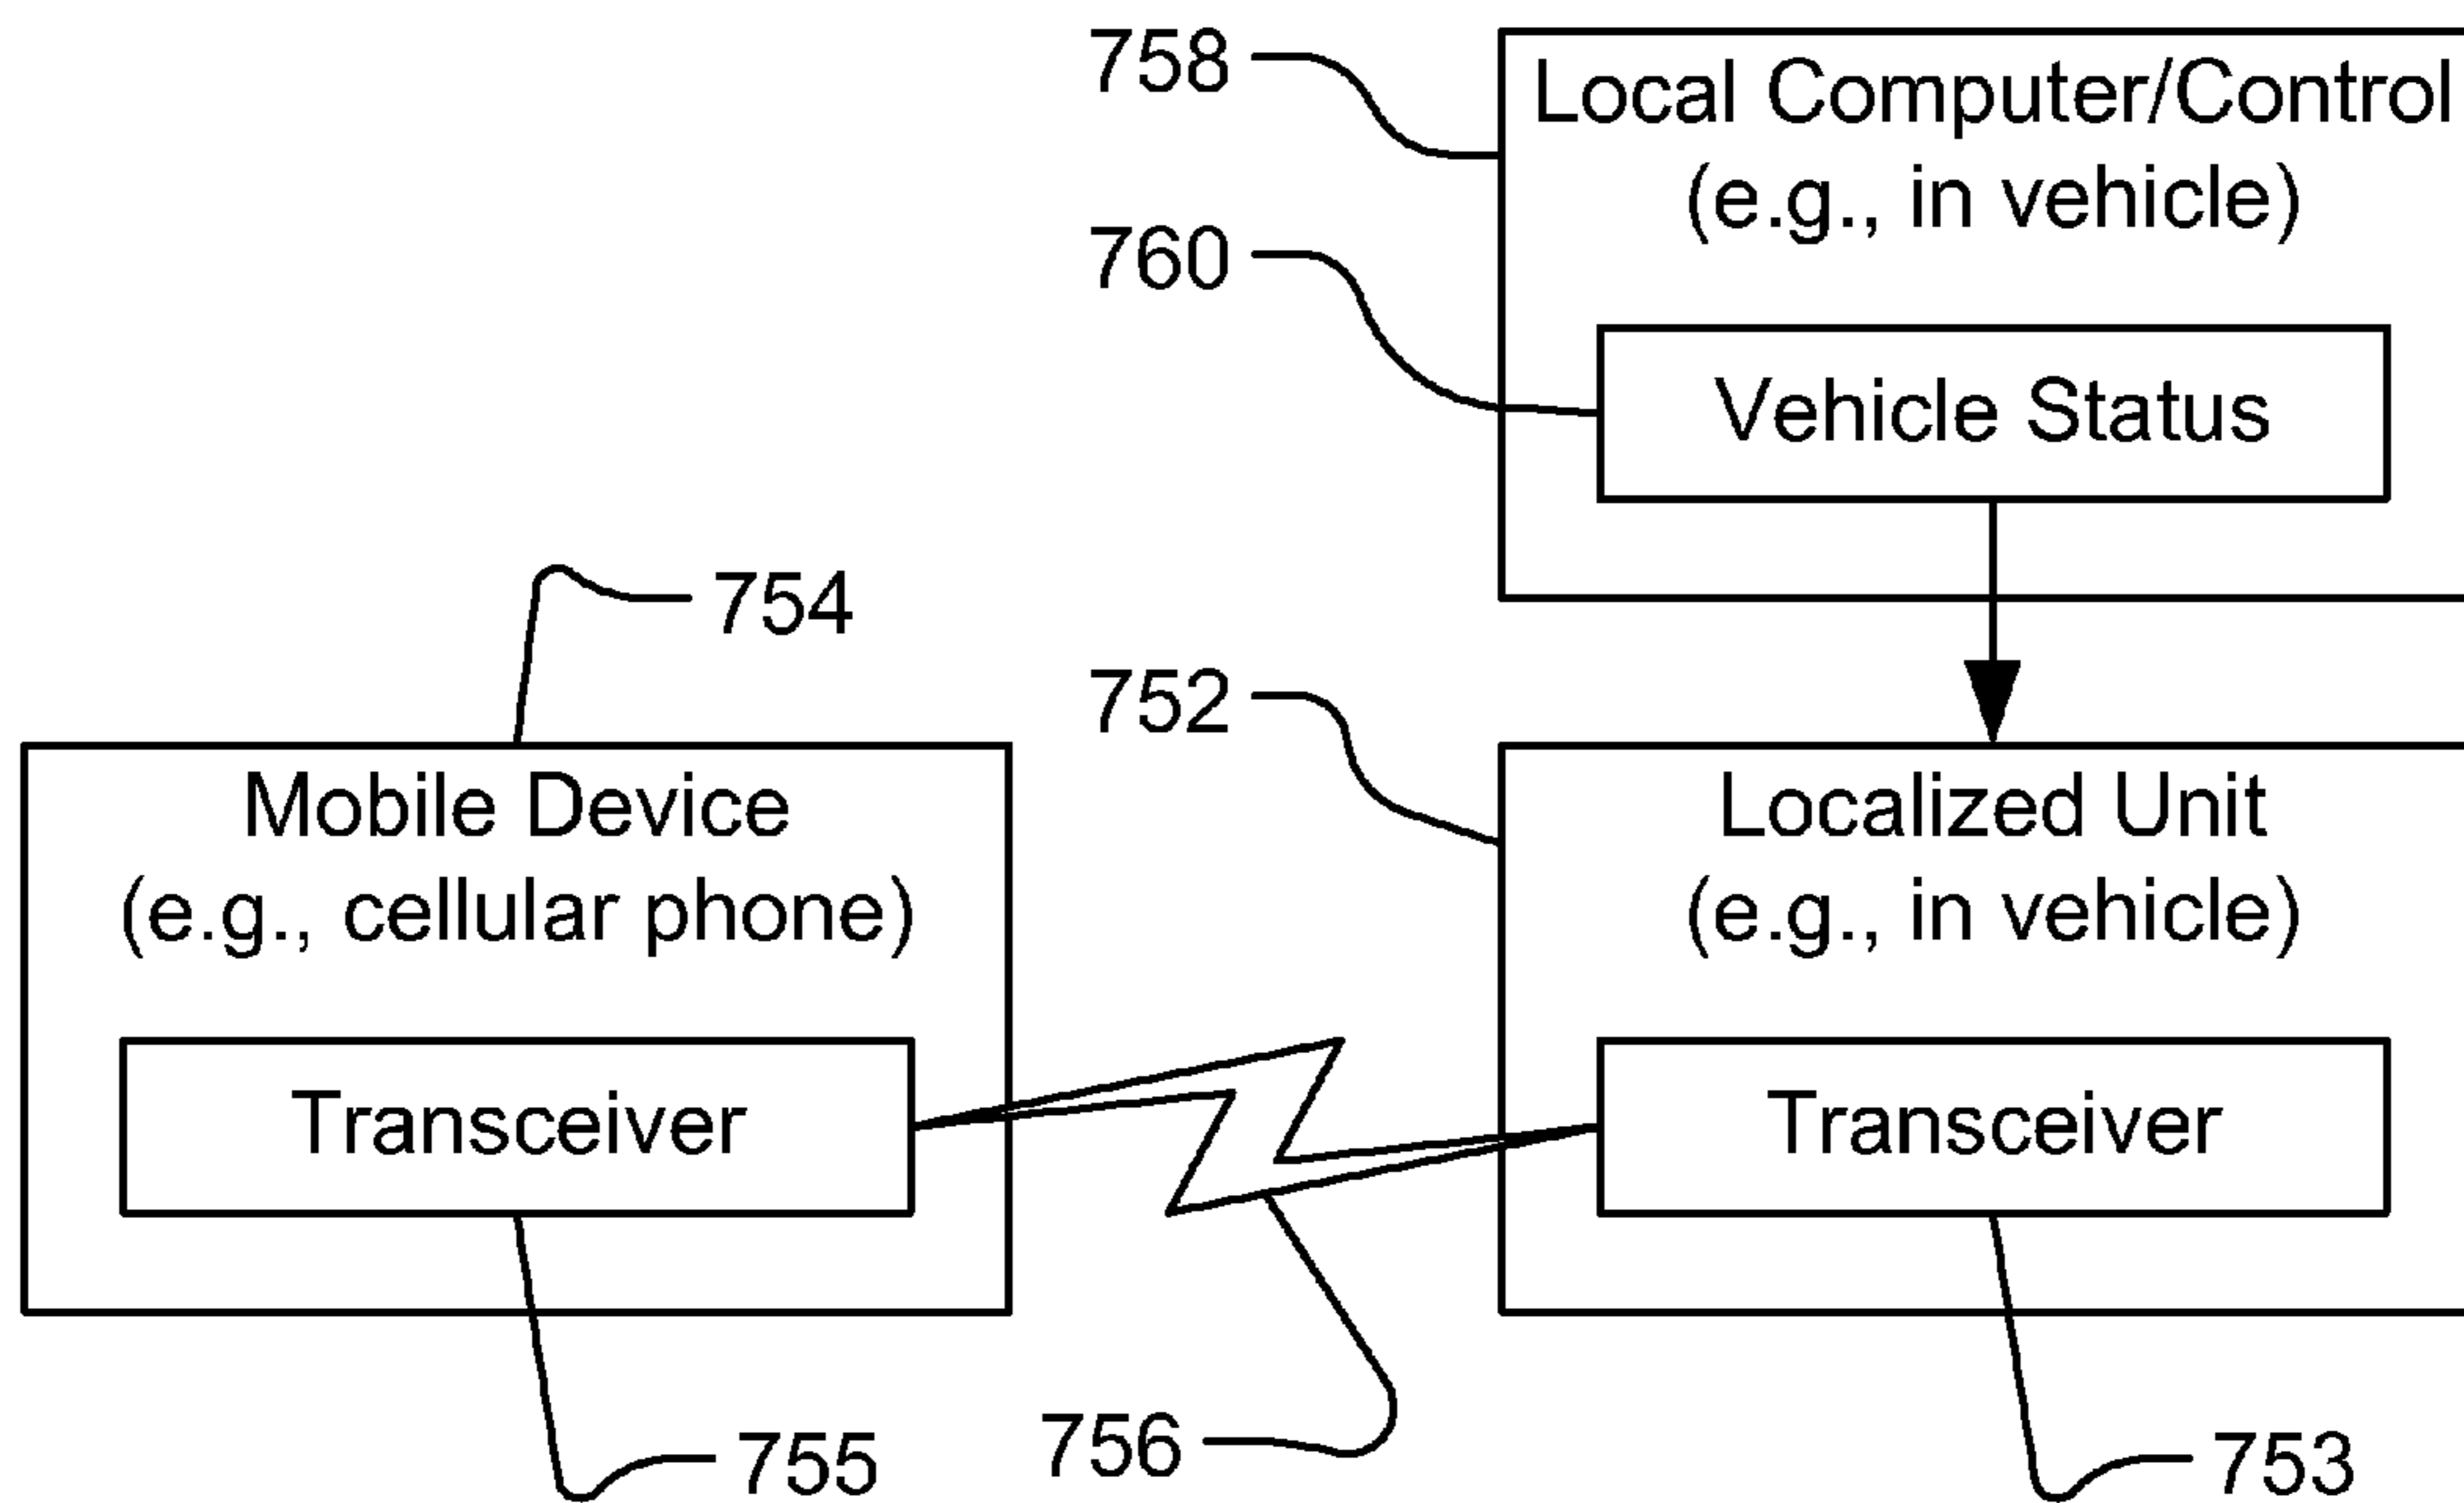 758
Local Computer/Control
(e.g., in vehicle)
760
Vehicle Status
754
752
Mobile Device
(e.g., cellular phone)
Localized Unit
(e.g., in vehicle)
Transceiver
Transceiver
756
755
753